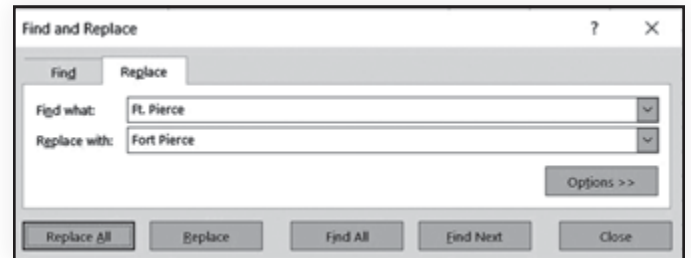 Find and Replace ? ×
Find Replace
Find what: Ft. Pierce
Replace with: Fort Pierce
Options >>
Replace All Replace Find All Find Next Close